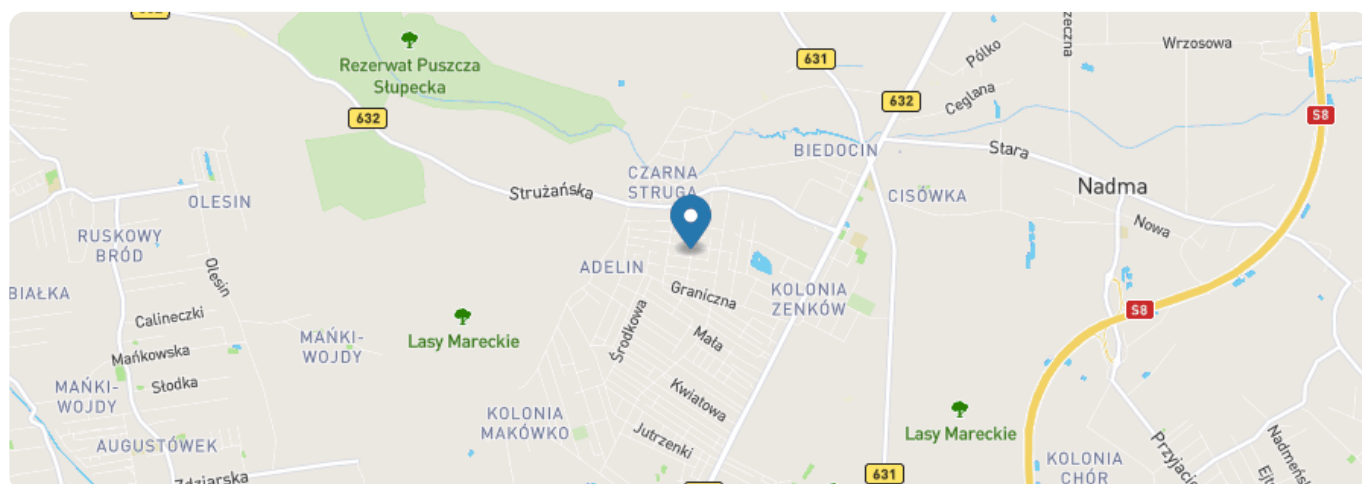 632
Rezerwat Puszcza
Słupecka
632
631
Półko
Wrzosowa
632
Ceglana
S8
BIEDOCIN
Stara
CZARNA
STRUGA
Strużańska
OLESIN
CISÓWKA
Nadma
Nowa
RUSKOWY
BRÓD
Olesin
ADELIN
BIAŁKA
Graniczna
KOLONIA
ZENKÓW
S8
Calineczki
Środkowa
MAŃKI-
WOJDY
Lasy Mareckie
Mała
Mańkowska
Słodka
MAŃKI-
WOJDY
Kwiatowa
KOLONIA
MAKÓWKO
Jutrzenki
Lasy Mareckie
AUGUSTÓWEK
Zdziarska
631
KOLONIA
CHÓR
Przyjaciół
Nadmeńsk